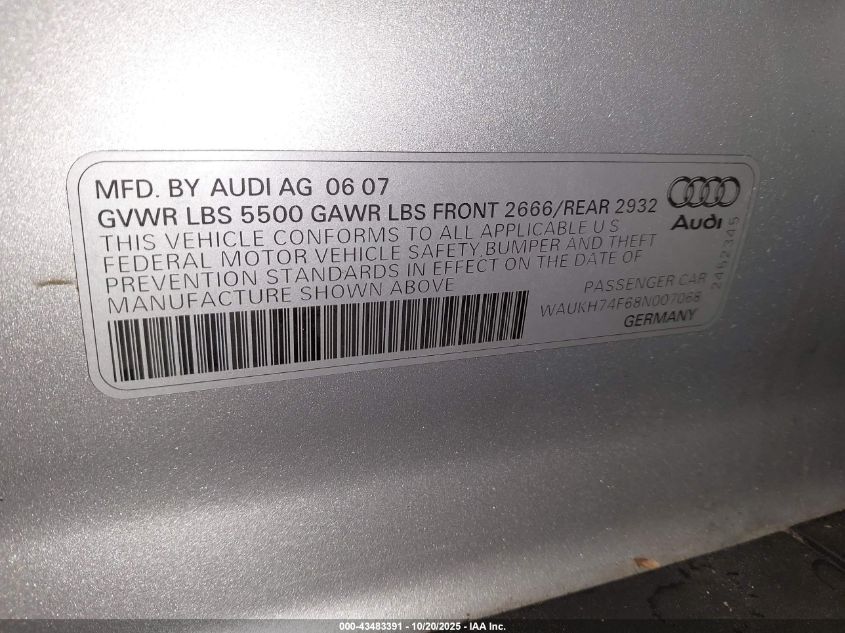 MFD. BY AUDI AG 06 07
GVWR LBS 5500 GAWR LBS FRONT 2666/REAR 2932
THIS VEHICLE CONFORMS TO ALL APPLICABLE U S
FEDERAL MOTOR VEHICLE SAFETY, BUMPER AND THEFT
PREVENTION STANDARDS IN EFFECT ON THE DATE OF
MANUFACTURE SHOWN ABOVE
Audi
2462345
PASSENGER CAR
WAUKH74F68N007068
GERMANY
000-43483391 - 10/20/2025 - IAA Inc.